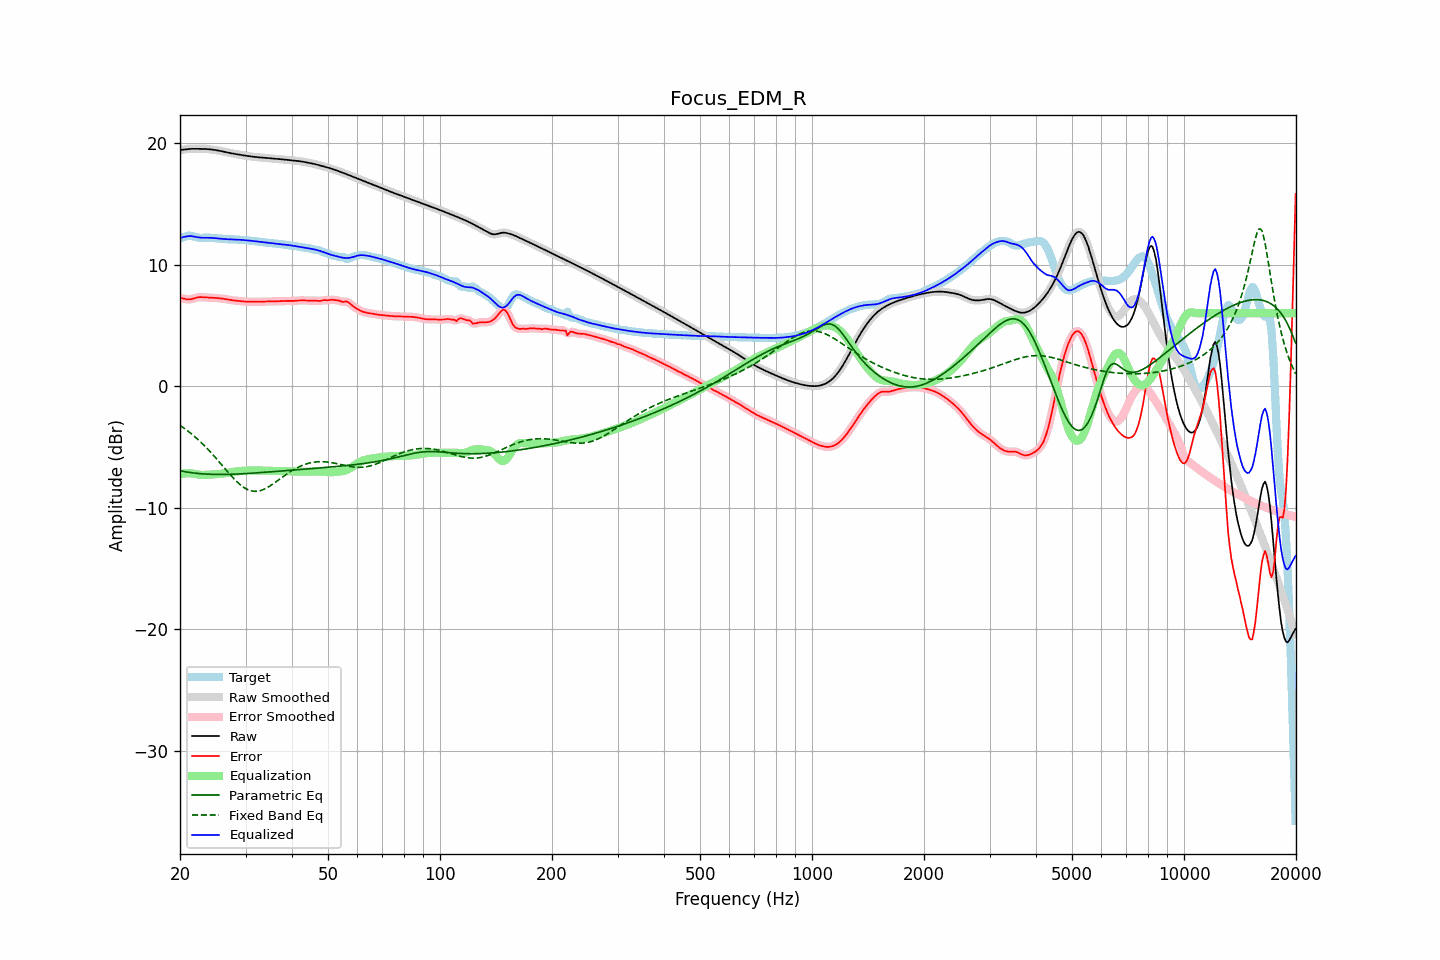 Focus_EDM_R
20
10
0
−10
−20
−30
Amplitude (dBr)
Target
Raw Smoothed
Error Smoothed
Raw
Error
Equalization
Parametric Eq
Fixed Band Eq
Equalized
20
50
100
200
500
1000
2000
5000
10000
20000
Frequency (Hz)